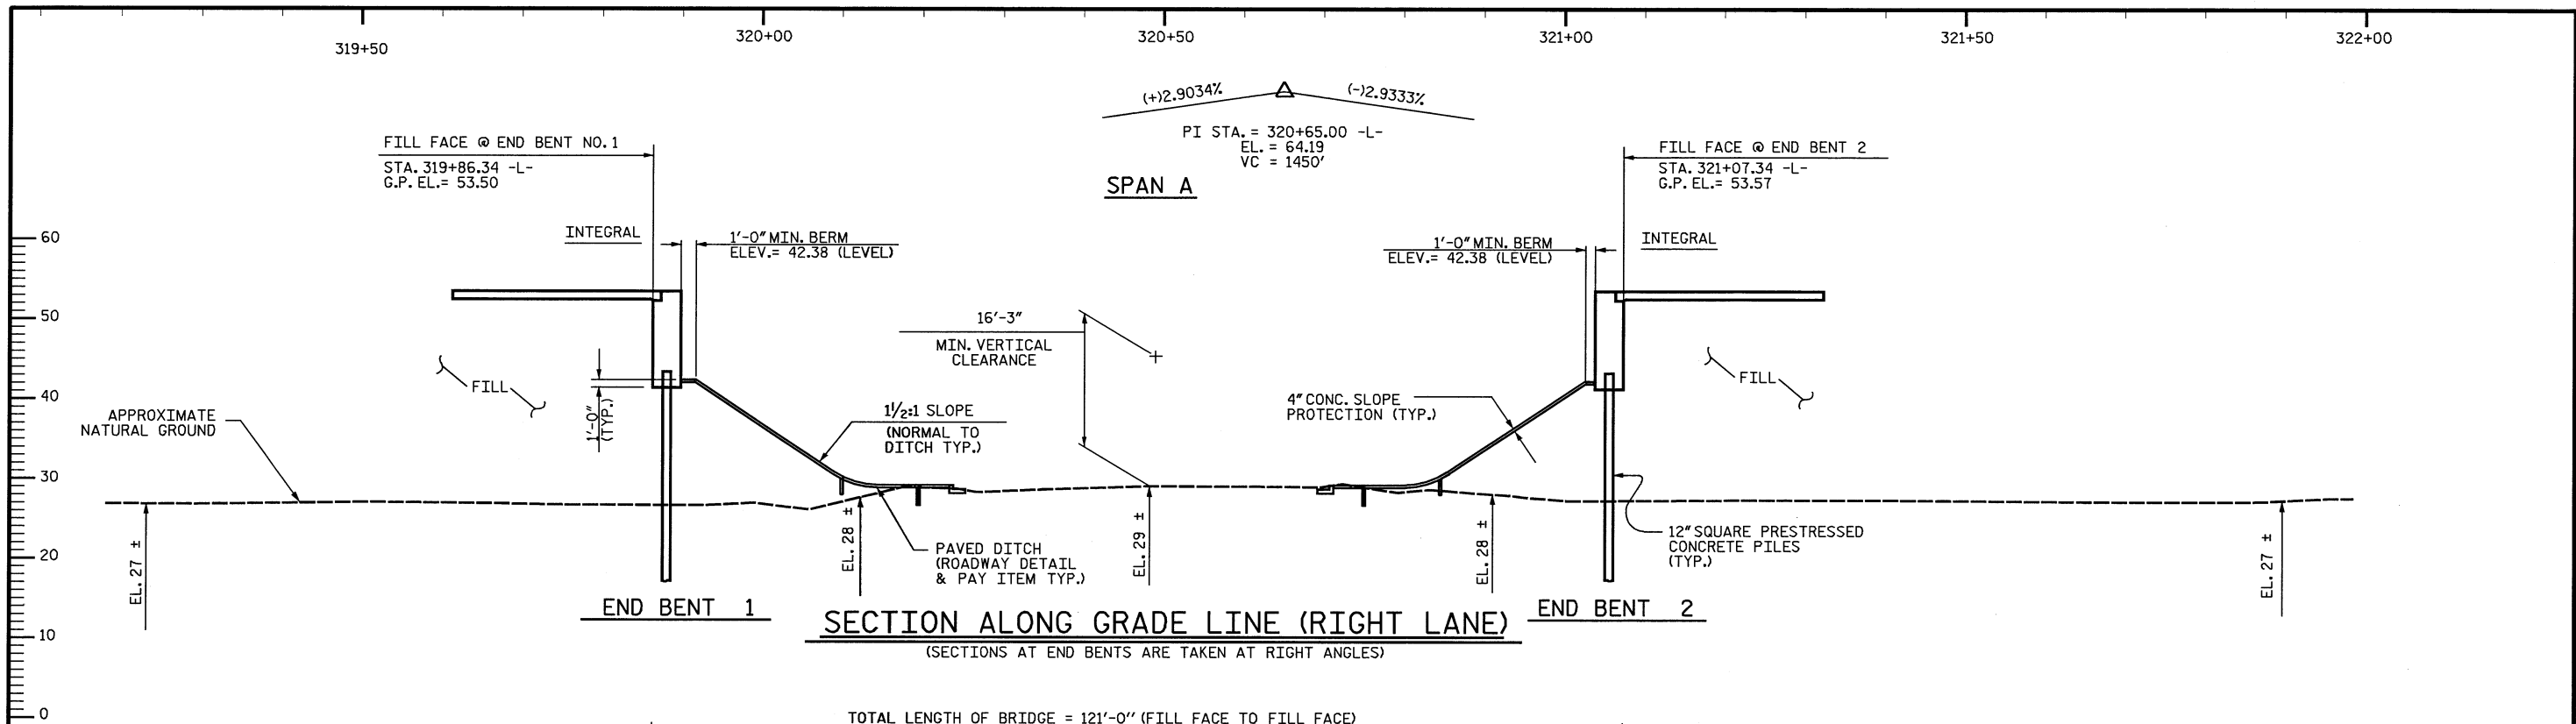 319+50
320+00
320+50
321+00
321+50
322+00
(+)2.9034%
(-)2.9333%
PI STA. = 320+65.00 -L-
EL. = 64.19
VC = 1450'
SPAN A
FILL FACE @ END BENT NO. 1
STA. 319+86.34 -L-
G.P. EL.= 53.50
FILL FACE @ END BENT 2
STA. 321+07.34 -L-
G.P. EL.= 53.57
INTEGRAL
1'-0" MIN. BERM
ELEV.= 42.38 (LEVEL)
1'-0" MIN. BERM
ELEV.= 42.38 (LEVEL)
INTEGRAL
60
50
40
30
20
10
0
16'-3"
MIN. VERTICAL
CLEARANCE
FILL
FILL
1'-0"
(TYP.)
APPROXIMATE
NATURAL GROUND
1 1/2:1 SLOPE
(NORMAL TO
DITCH TYP.)
4" CONC. SLOPE
PROTECTION (TYP.)
EL. 27 ±
EL. 28 ±
PAVED DITCH
(ROADWAY DETAIL
& PAY ITEM TYP.)
EL. 29 ±
EL. 28 ±
12" SQUARE PRESTRESSED
CONCRETE PILES
(TYP.)
EL. 27 ±
END BENT 1
SECTION ALONG GRADE LINE (RIGHT LANE)
END BENT 2
(SECTIONS AT END BENTS ARE TAKEN AT RIGHT ANGLES)
TOTAL LENGTH OF BRIDGE = 121'-0" (FILL FACE TO FILL FACE)